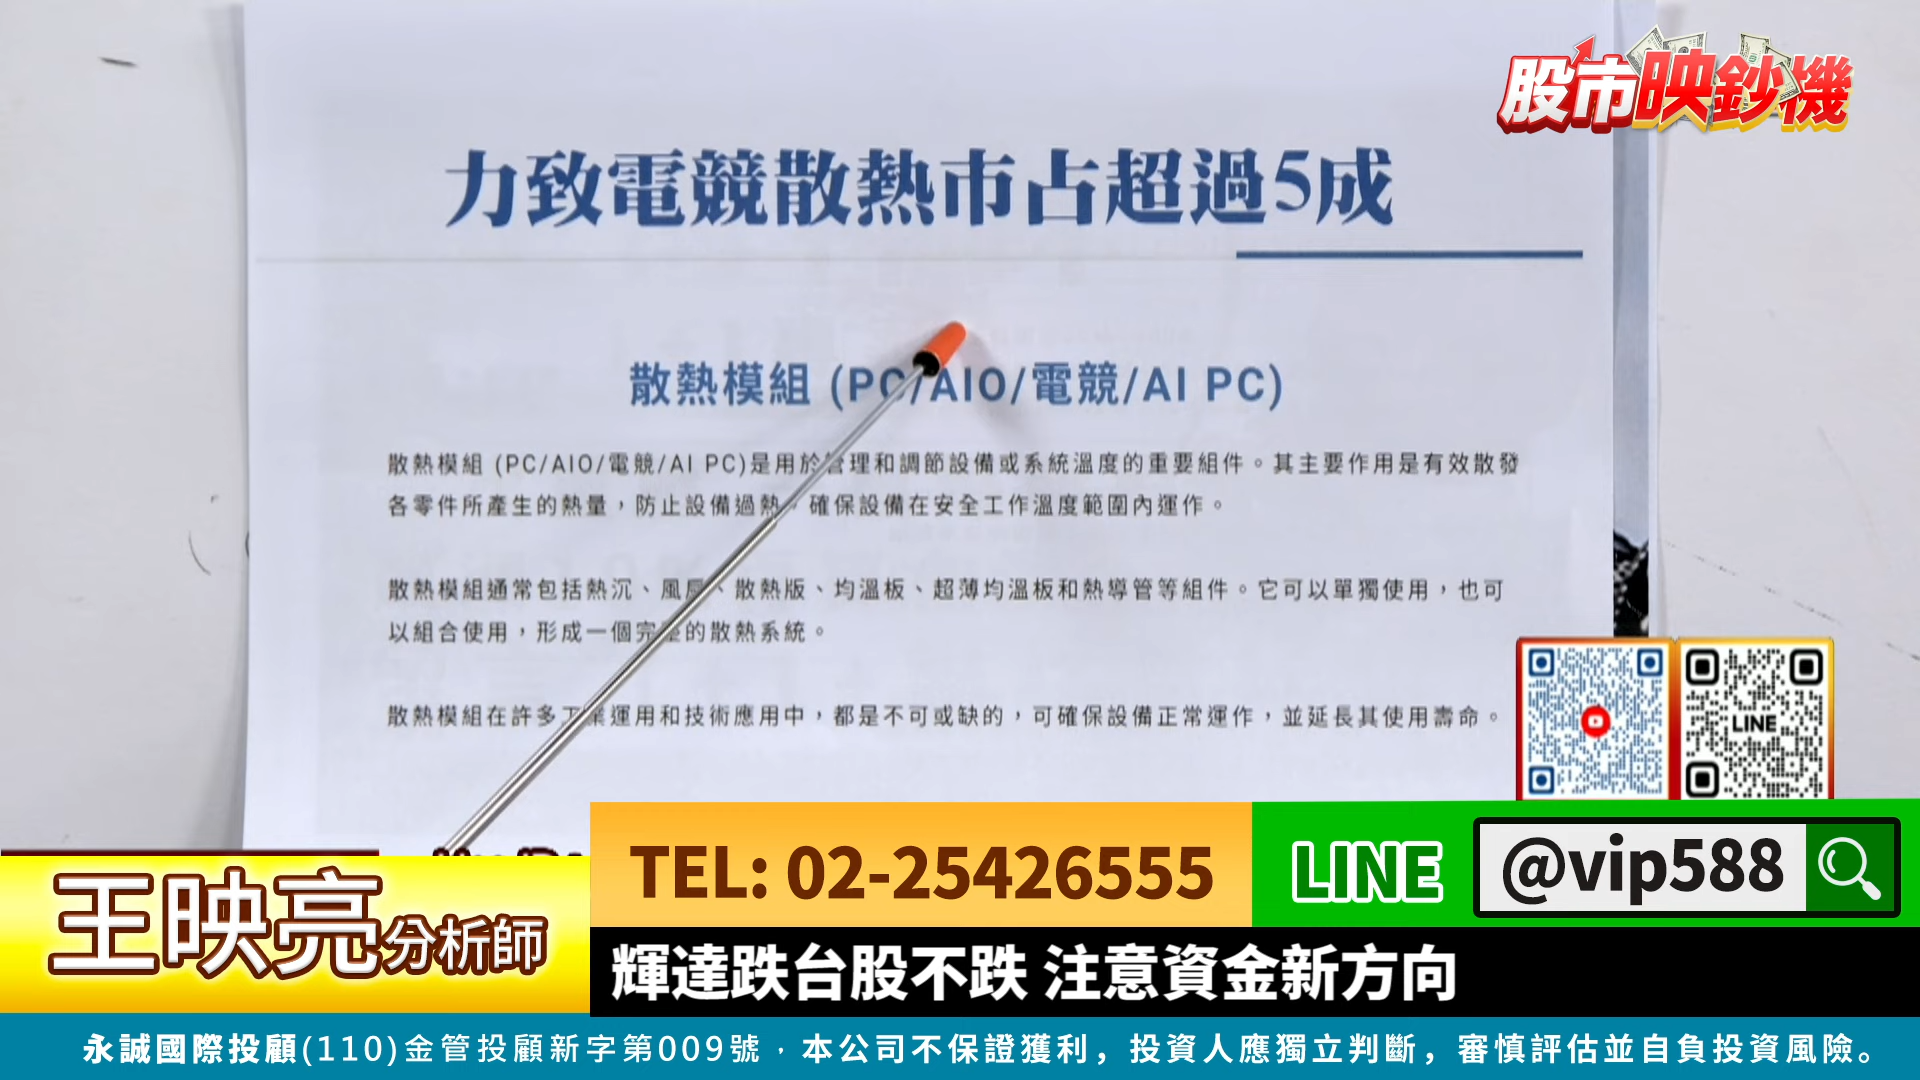 股市映鈔機
力致電競散熱市占超過5成
散熱模組 (PC/AIO/電競/AI PC)
散熱模組 (PC/AIO/電競/AI PC)是用於管理和調節設備或系統溫度的重要組件。其主要作用是有效散發
各零件所產生的熱量，防止設備過熱，確保設備在安全工作溫度範圍內運作。
散熱模組通常包括熱沉、風扇、散熱版、均溫板、超薄均溫板和熱導管等組件。它可以單獨使用，也可
以組合使用，形成一個完整的散熱系統。
散熱模組在許多工業運用和技術應用中，都是不可或缺的，可確保設備正常運作，並延長其使用壽命。
LINE
TEL: 02-25426555
LINE @vip588
王映亮分析師
輝達跌台股不跌 注意資金新方向
永誠國際投顧(110)金管投顧新字第009號，本公司不保證獲利，投資人應獨立判斷，審慎評估並自負投資風險。